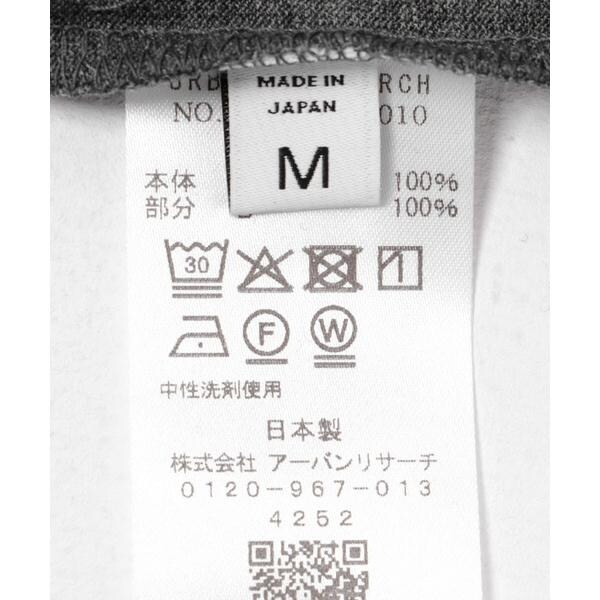 MADE IN
JAPAN
M
NO.
010
本体 100%
部分 100%
30
F W
中性洗剤使用
日本製
株式会社 アーバンリサーチ
0120-967-013
4252